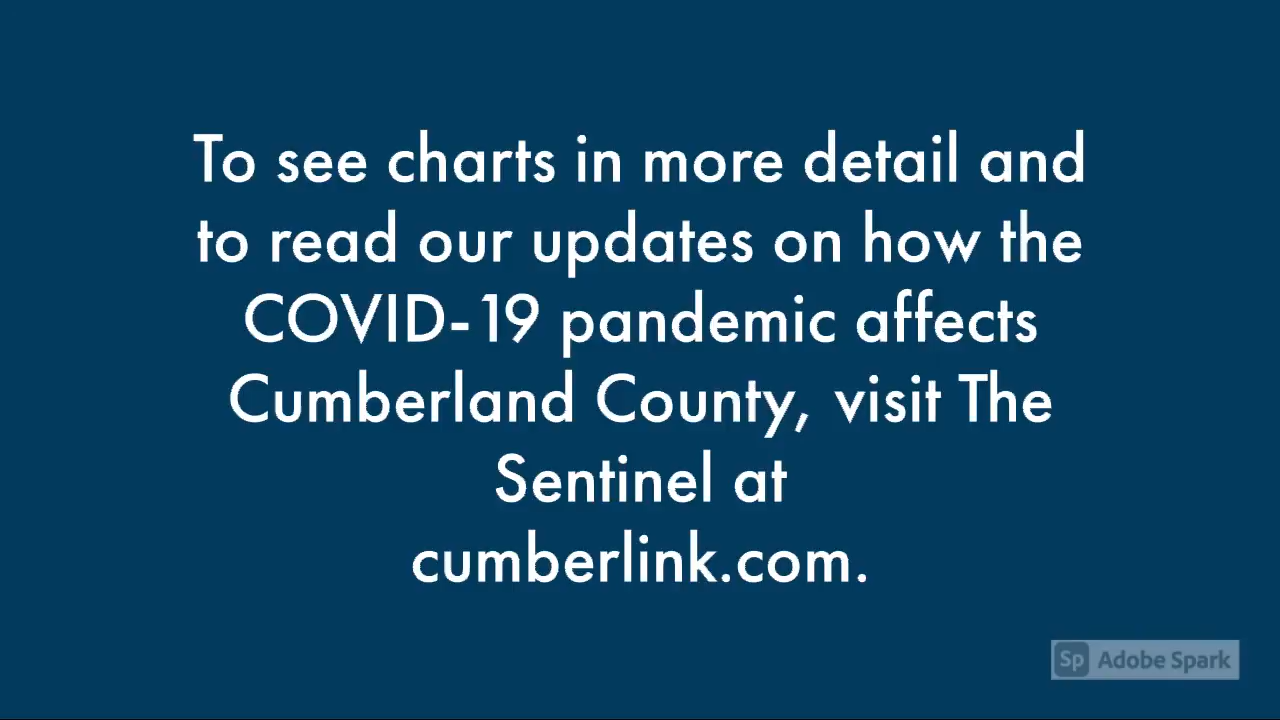 To see charts in more detail and
to read our updates on how the
COVID-19 pandemic affects
Cumberland County, visit The
Sentinel at
cumberlink.com.
Sp Adobe Spark